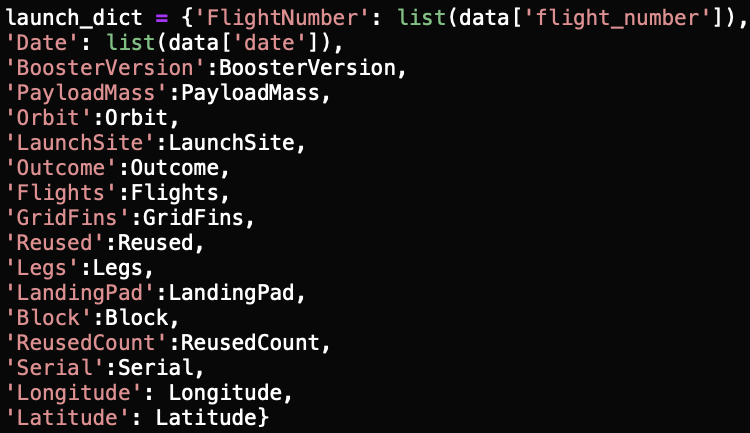 launch_dict = {'FlightNumber': list(data['flight_number']),
'Date': list(data['date']),
'BoosterVersion':BoosterVersion,
'PayloadMass':PayloadMass,
'Orbit':Orbit,
'LaunchSite':LaunchSite,
'Outcome':Outcome,
'Flights':Flights,
'GridFins':GridFins,
'Reused':Reused,
'Legs':Legs,
'LandingPad':LandingPad,
'Block':Block,
'ReusedCount':ReusedCount,
'Serial':Serial,
'Longitude': Longitude,
'Latitude': Latitude}